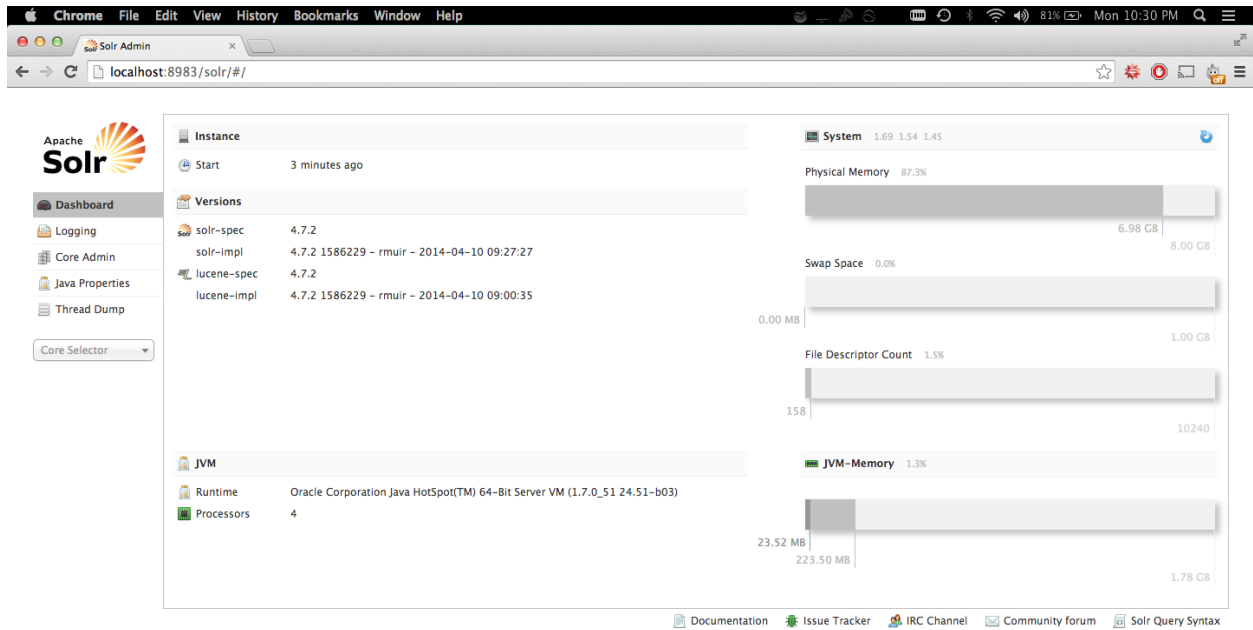 Chrome File Edit View History Bookmarks Window Help 81% Mon 10:30 PM
Solr Admin
localhost:8983/solr/#/
off
Apache
Solr
Dashboard
Logging
Core Admin
Java Properties
Thread Dump
Core Selector
Instance
Start 3 minutes ago
Versions
solr-spec 4.7.2
solr-impl 4.7.2 1586229 - rmuir - 2014-04-10 09:27:27
lucene-spec 4.7.2
lucene-impl 4.7.2 1586229 - rmuir - 2014-04-10 09:00:35
JVM
Runtime Oracle Corporation Java HotSpot(TM) 64-Bit Server VM (1.7.0_51 24.51-b03)
Processors 4
System 1.69 1.54 1.45
Physical Memory 87.3%
6.98 GB
8.00 GB
Swap Space 0.0%
0.00 MB
1.00 GB
File Descriptor Count 1.5%
158
10240
JVM-Memory 1.3%
23.52 MB
223.50 MB
1.78 GB
Documentation Issue Tracker IRC Channel Community forum Solr Query Syntax